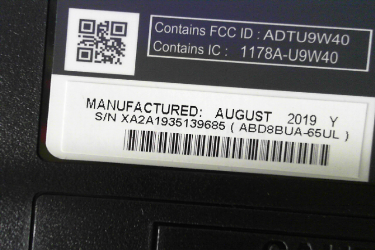 Contains FCC ID : ADTU9W40
Contains IC : 1178A-U9W40
MANUFACTURED: AUGUST 2019 Y
S/N XA2A1935139685 ( ABD8BUA-65UL )